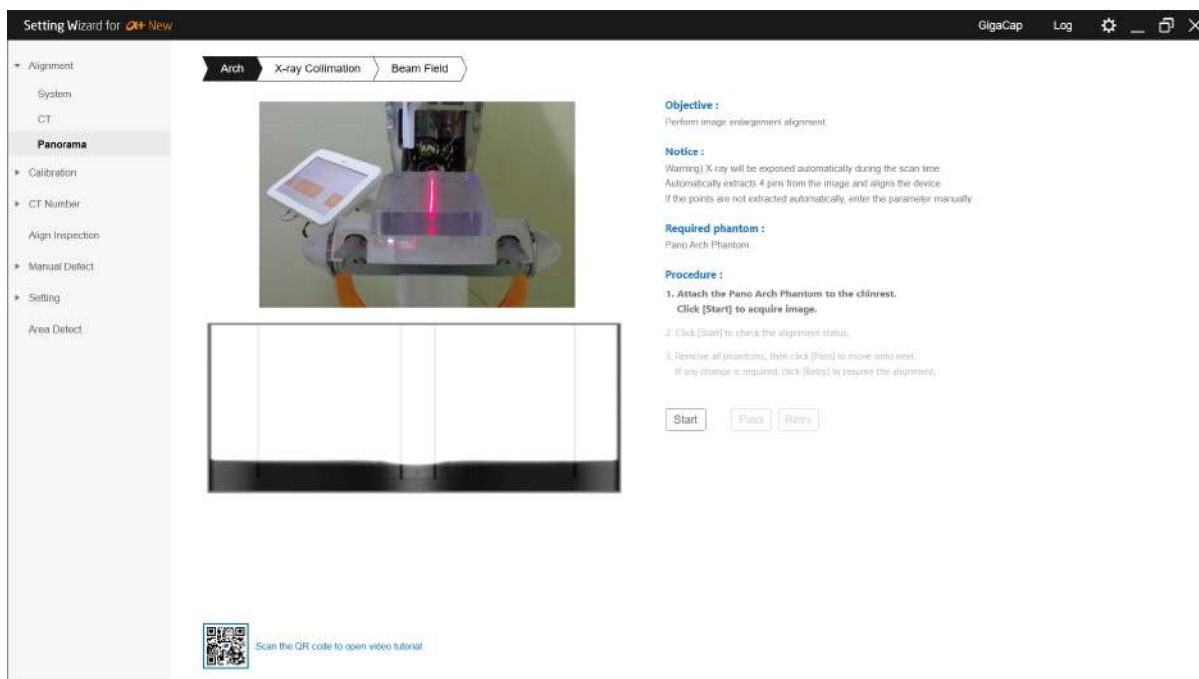 Setting Wizard for α+ New
GigaCap Log
Alignment
System
CT
Panorama
Calibration
CT Number
Align Inspection
Manual Defect
Setting
Area Defect
Arch X-ray Collimation Beam Field
Objective :
Perform image enlargement alignment.
Notice :
Warning) X-ray will be exposed automatically during the scan time.
Automatically extracts 4 pins from the image and aligns the device.
If the points are not extracted automatically, enter the parameter manually.
Required phantom :
Pano Arch Phantom
Procedure :
1. Attach the Pano Arch Phantom to the chinrest.
Click [Start] to acquire image.
2. Click [Start] to check the alignment status.
3. Remove all phantoms, then click [Pass] to move onto next.
If any change is required, click [Retry] to resume the alignment.
Start Pass Retry
Scan the QR code to open video tutorial.